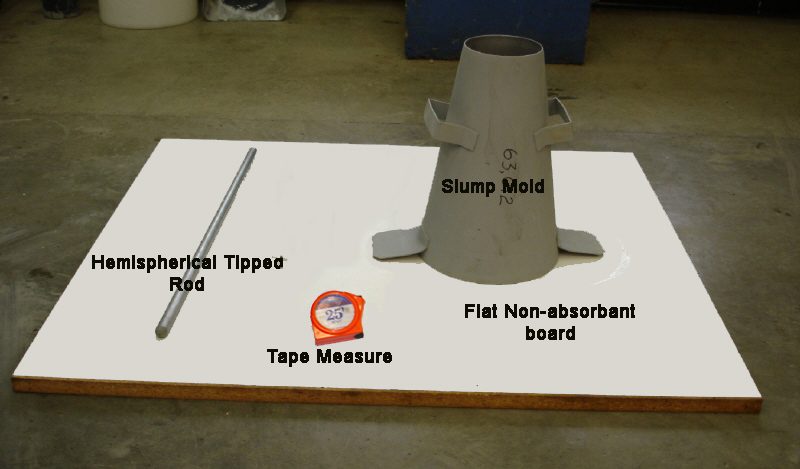 Slump Mold
Hemispherical Tipped
Rod
25'
Flat Non-absorbant
board
Tape Measure